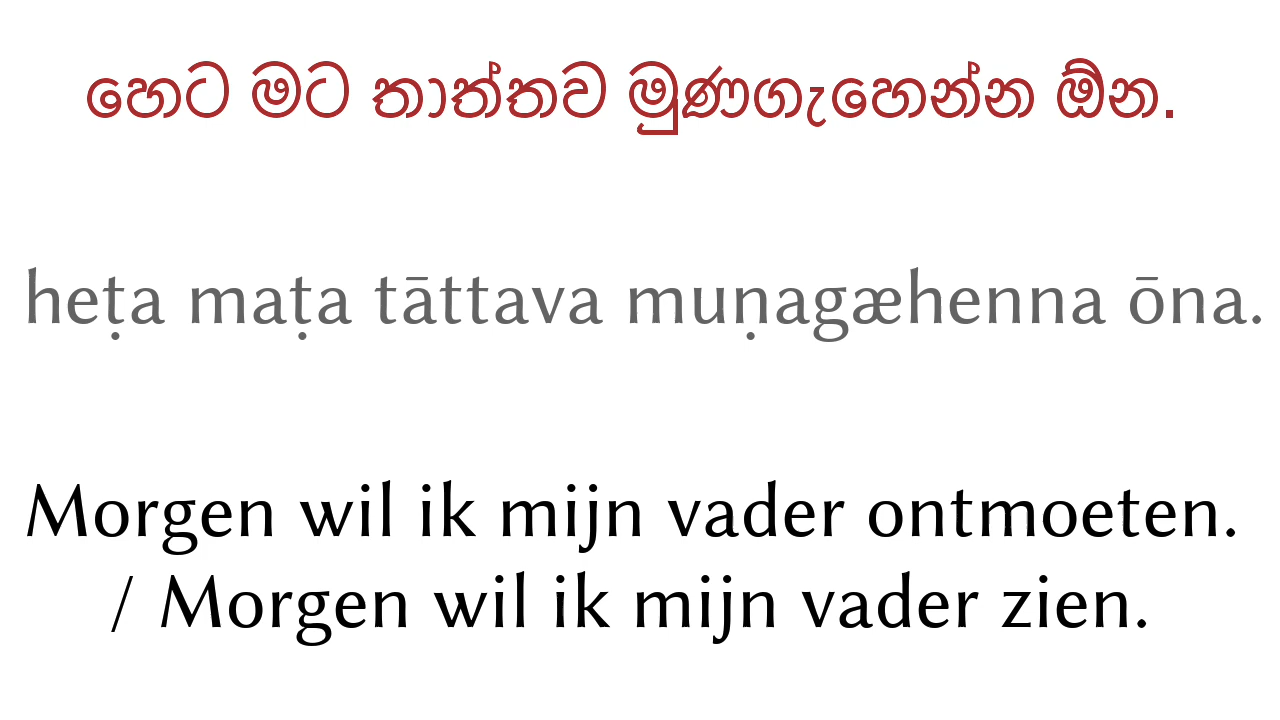 හෙට මට තාත්තව මුණගැහෙන්න ඕන.
heṭa maṭa tāttava muṇagæhenna ōna.
Morgen wil ik mijn vader ontmoeten.
/ Morgen wil ik mijn vader zien.